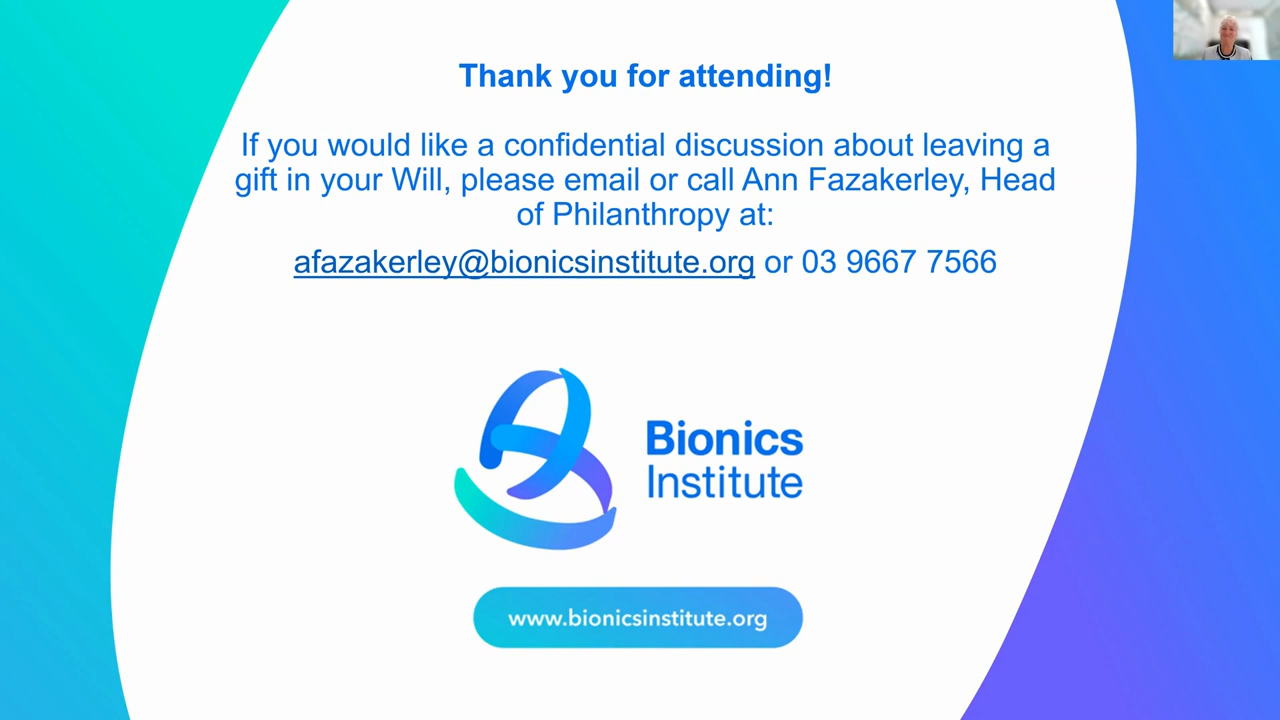 Thank you for attending!
If you would like a confidential discussion about leaving a
gift in your Will, please email or call Ann Fazakerley, Head
of Philanthropy at:
afazakerley@bionicsinstitute.org or 03 9667 7566
Bionics
Institute
www.bionicsinstitute.org